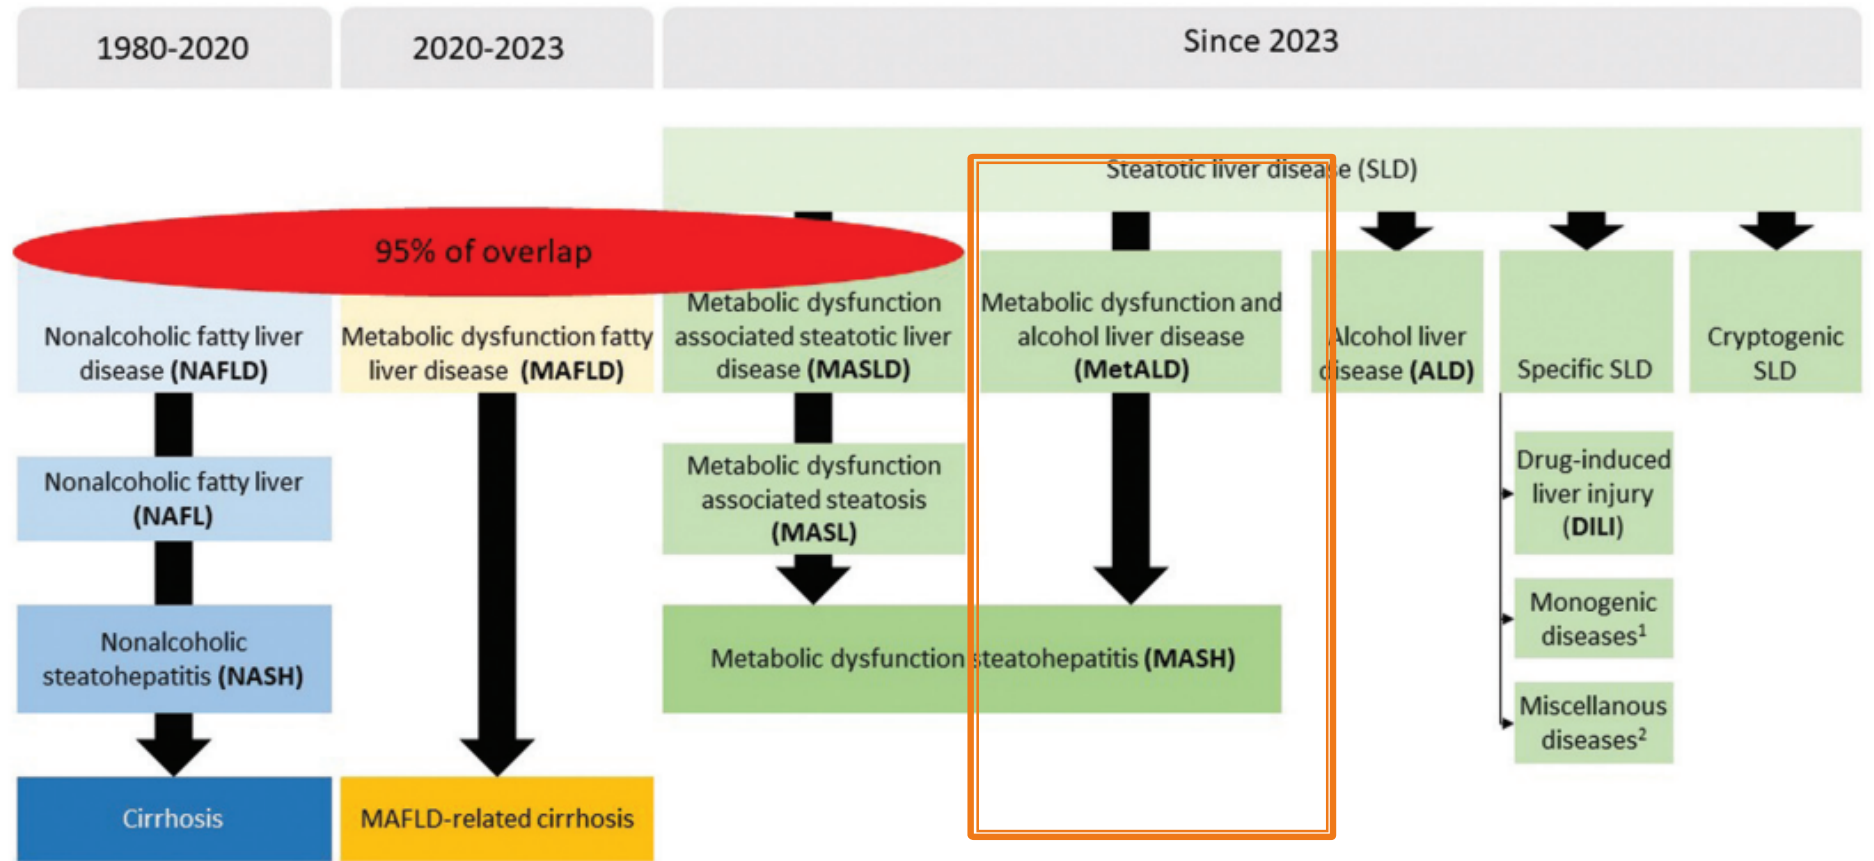 1980-2020
2020-2023
Since 2023
Steatotic liver disease (SLD)
95% of overlap
Nonalcoholic fatty liver
disease (NAFLD)
Metabolic dysfunction fatty
liver disease (MAFLD)
Metabolic dysfunction
associated steatotic liver
disease (MASLD)
Metabolic dysfunction and
alcohol liver disease
(MetALD)
Alcohol liver
disease (ALD)
Specific SLD
Cryptogenic
SLD
Nonalcoholic fatty liver
(NAFL)
Metabolic dysfunction
associated steatosis
(MASL)
Drug-induced
liver injury
(DILI)
Nonalcoholic
steatohepatitis (NASH)
Metabolic dysfunction steatohepatitis (MASH)
Monogenic
diseases¹
Miscellanous
diseases²
Cirrhosis
MAFLD-related cirrhosis